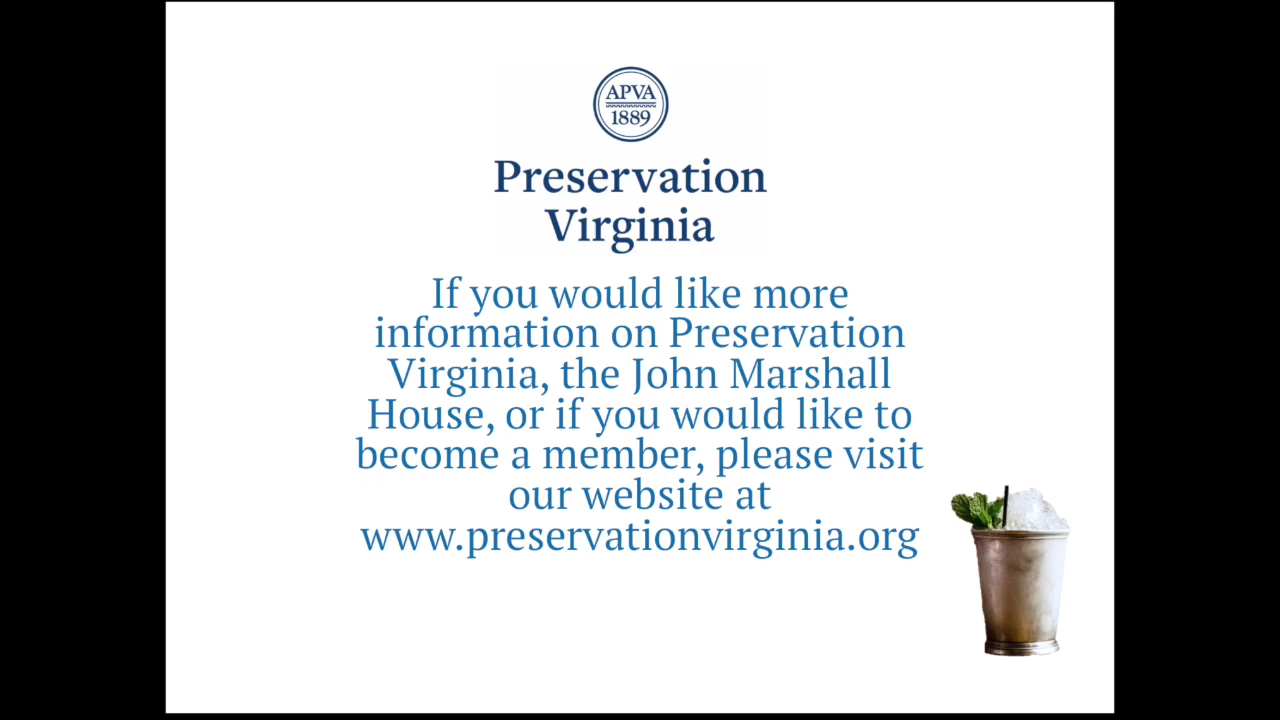 APVA
1889
Preservation
Virginia
If you would like more
information on Preservation
Virginia, the John Marshall
House, or if you would like to
become a member, please visit
our website at
www.preservationvirginia.org